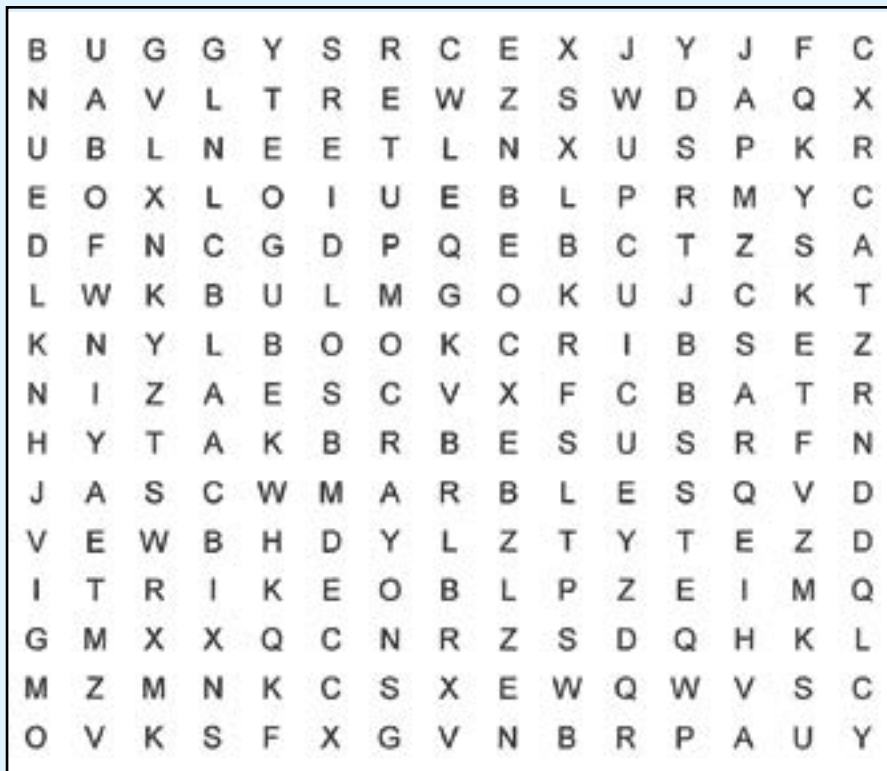 B U G G Y S R C E X J Y J F C
N A V L T R E W Z S W D A Q X
U B L N E E T L N X U S P K R
E O X L O I U E B L P R M Y C
D F N C G D P Q E B C T Z S A
L W K B U L M G O K U J C K T
K N Y L B O O K C R I B S E Z
N I Z A E S C V X F C B A T R
H Y T A K B R B E S U S R F N
J A S C W M A R B L E S Q V D
V E W B H D Y L Z T Y T E Z D
I T R I K E O B L P Z E I M Q
G M X X Q C N R Z S D Q H K L
M Z M N K C S X E W Q W V S C
O V K S F X G V N B R P A U Y